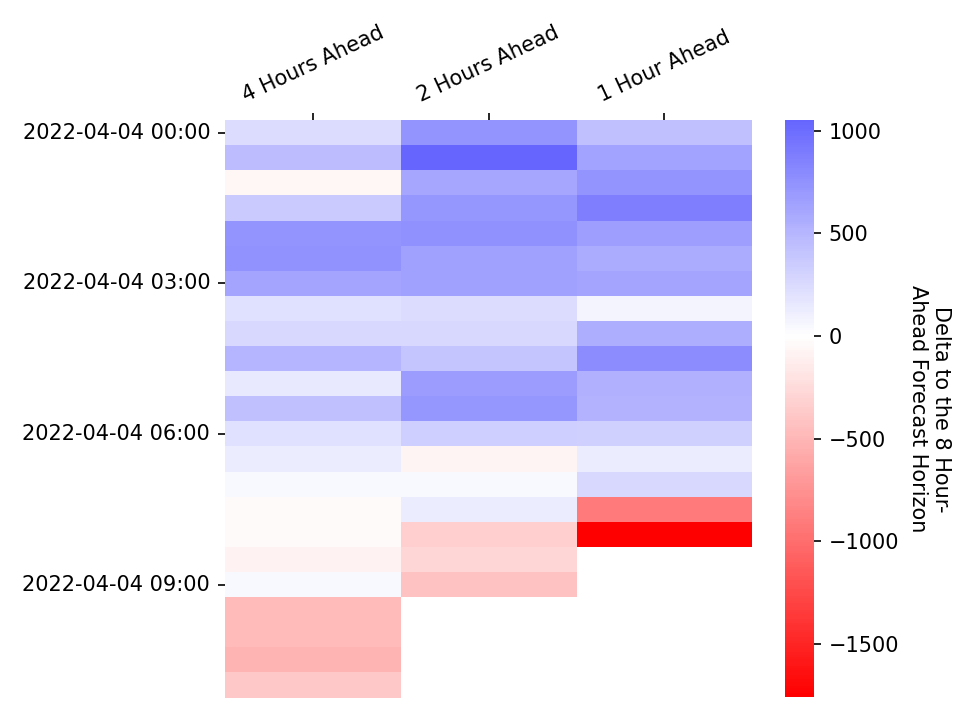 4 Hours Ahead
2 Hours Ahead
1 Hour Ahead
2022-04-04 00:00
2022-04-04 03:00
2022-04-04 06:00
2022-04-04 09:00
1000
500
0
−500
−1000
−1500
Delta to the 8 Hour-
Ahead Forecast Horizon